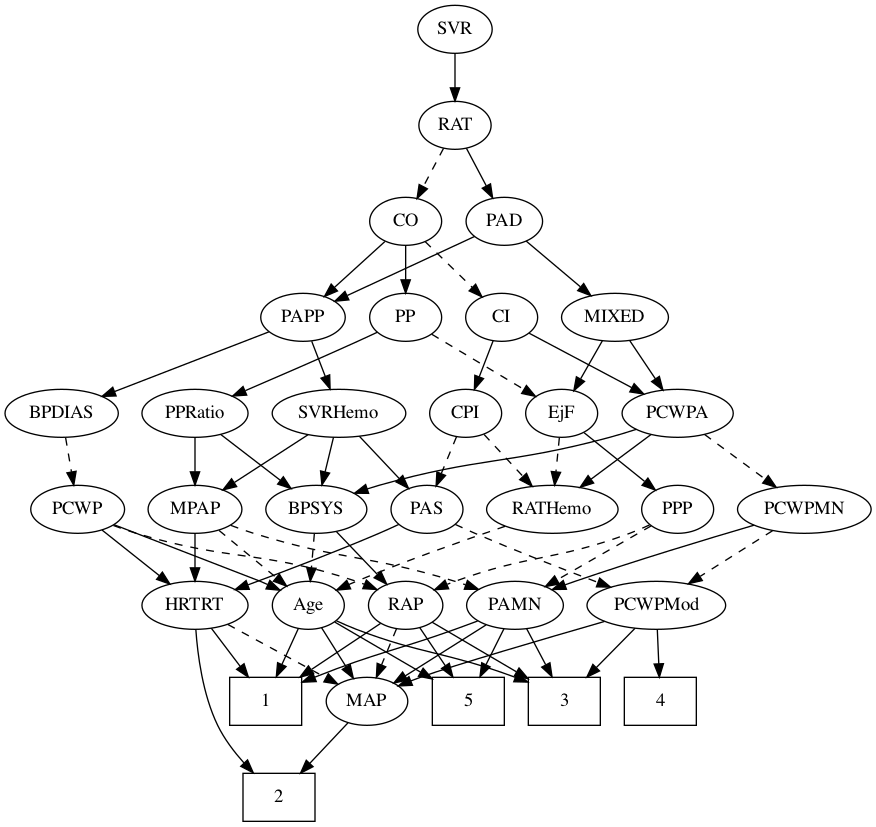 SVR
RAT
CO PAD
PAPP PP CI MIXED
BPDIAS PPRatio SVRHemo CPI EjF PCWPA
PCWP MPAP BPSYS PAS RATHemo PPP PCWPMN
HRTRT Age RAP PAMN PCWPMod
1 MAP 5 3 4
2